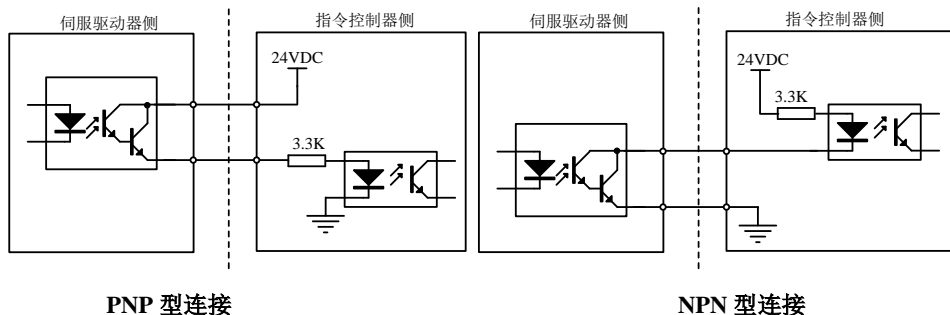 伺服驱动器侧
指令控制器侧
24VDC
3.3K
PNP 型连接
伺服驱动器侧
指令控制器侧
24VDC
3.3K
NPN 型连接